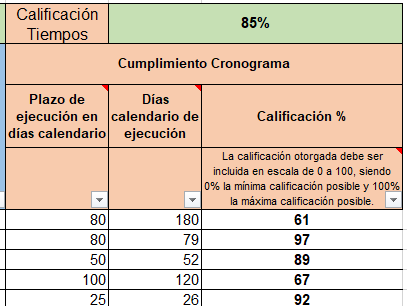 Calificación
Tiempos
85%
Cumplimiento Cronograma
Plazo de
ejecución en
días calendario
Días
calendario de
ejecución
Calificación %
La calificación otorgada debe ser
incluida en escala de 0 a 100, siendo
0% la mínima calificación posible y 100%
la máxima calificación posible.
80 180 61
80 79 97
50 52 89
100 120 67
25 26 92